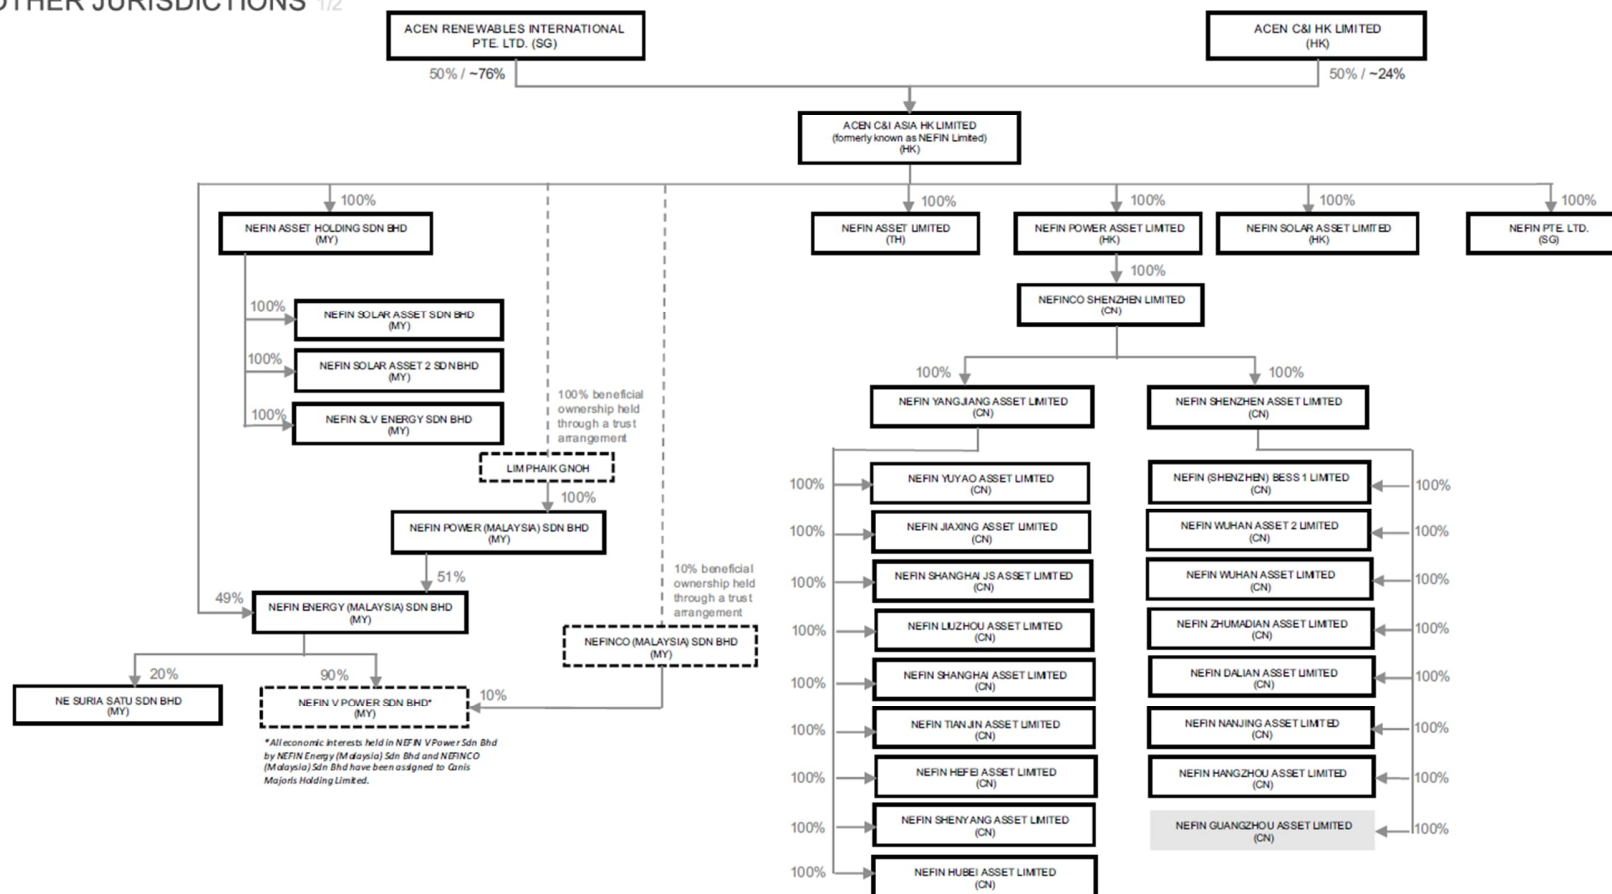 OTHER JURISDICTIONS 1/2
ACEN RENEWABLES INTERNATIONAL
PTE. LTD. (SG)
ACEN C&I HK LIMITED
(HK)
50% / ~76%
50% / ~24%
ACEN C&I ASIA HK LIMITED
(formerly known as NEFIN Limited)
(HK)
100%
100%
100%
100%
100%
NEFIN ASSET HOLDING SDN BHD
(MY)
NEFIN ASSET LIMITED
(TH)
NEFIN POWER ASSET LIMITED
(HK)
NEFIN SOLAR ASSET LIMITED
(HK)
NEFIN PTE. LTD.
(SG)
100%
NEFINCO SHENZHEN LIMITED
(CN)
100%
NEFIN SOLAR ASSET SDN BHD
(MY)
100%
NEFIN SOLAR ASSET 2 SDN BHD
(MY)
100%
NEFIN SLV ENERGY SDN BHD
(MY)
100% beneficial
ownership held
through a trust
arrangement
LIM PHAIK GNOH
100%
NEFIN POWER (MALAYSIA) SDN BHD
(MY)
51%
49%
NEFIN ENERGY (MALAYSIA) SDN BHD
(MY)
10% beneficial
ownership held
through a trust
arrangement
NEFINCO (MALAYSIA) SDN BHD
(MY)
20%
90%
10%
NE SURIA SATU SDN BHD
(MY)
NEFIN V POWER SDN BHD*
(MY)
*All economic interests held in NEFIN V Power Sdn Bhd
by NEFIN Energy (Malaysia) Sdn Bhd and NEFINCO
(Malaysia) Sdn Bhd have been assigned to Canis
Majoris Holding Limited.
100%
100%
NEFIN YANGJIANG ASSET LIMITED
(CN)
NEFIN SHENZHEN ASSET LIMITED
(CN)
100%
NEFIN YUYAO ASSET LIMITED
(CN)
100%
NEFIN JIAXING ASSET LIMITED
(CN)
100%
NEFIN SHANGHAI JS ASSET LIMITED
(CN)
100%
NEFIN LIUZHOU ASSET LIMITED
(CN)
100%
NEFIN SHANGHAI ASSET LIMITED
(CN)
100%
NEFIN TIANJIN ASSET LIMITED
(CN)
100%
NEFIN HEFEI ASSET LIMITED
(CN)
100%
NEFIN SHENYANG ASSET LIMITED
(CN)
100%
NEFIN HUBEI ASSET LIMITED
(CN)
NEFIN (SHENZHEN) BESS 1 LIMITED
(CN)
100%
NEFIN WUHAN ASSET 2 LIMITED
(CN)
100%
NEFIN WUHAN ASSET LIMITED
(CN)
100%
NEFIN ZHUMADIAN ASSET LIMITED
(CN)
100%
NEFIN DALIAN ASSET LIMITED
(CN)
100%
NEFIN NANJING ASSET LIMITED
(CN)
100%
NEFIN HANGZHOU ASSET LIMITED
(CN)
100%
NEFIN GUANGZHOU ASSET LIMITED
(CN)
100%